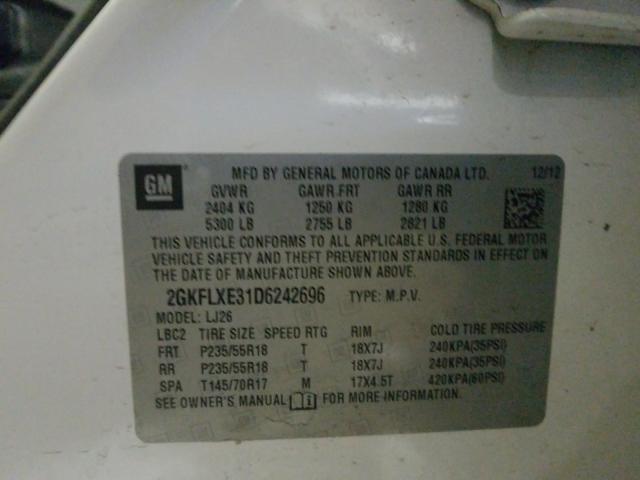 GM
MFD BY GENERAL MOTORS OF CANADA LTD. 12/12
GVWR GAWR FRT GAWR RR
2404 KG 1250 KG 1280 KG
5300 LB 2755 LB 2821 LB
THIS VEHICLE CONFORMS TO ALL APPLICABLE U.S. FEDERAL MOTOR
VEHICLE SAFETY AND THEFT PREVENTION STANDARDS IN EFFECT ON
THE DATE OF MANUFACTURE SHOWN ABOVE.
2GKFLXE31D6242696 TYPE: M.P.V.
MODEL: LJ26
LBC2 TIRE SIZE SPEED RTG RIM COLD TIRE PRESSURE
FRT P235/55R18 T 18X7J 240KPA(35PSI)
RR P235/55R18 T 18X7J 240KPA(35PSI)
SPA T145/70R17 M 17X4.5T 420KPA(60PSI)
SEE OWNER'S MANUAL FOR MORE INFORMATION.